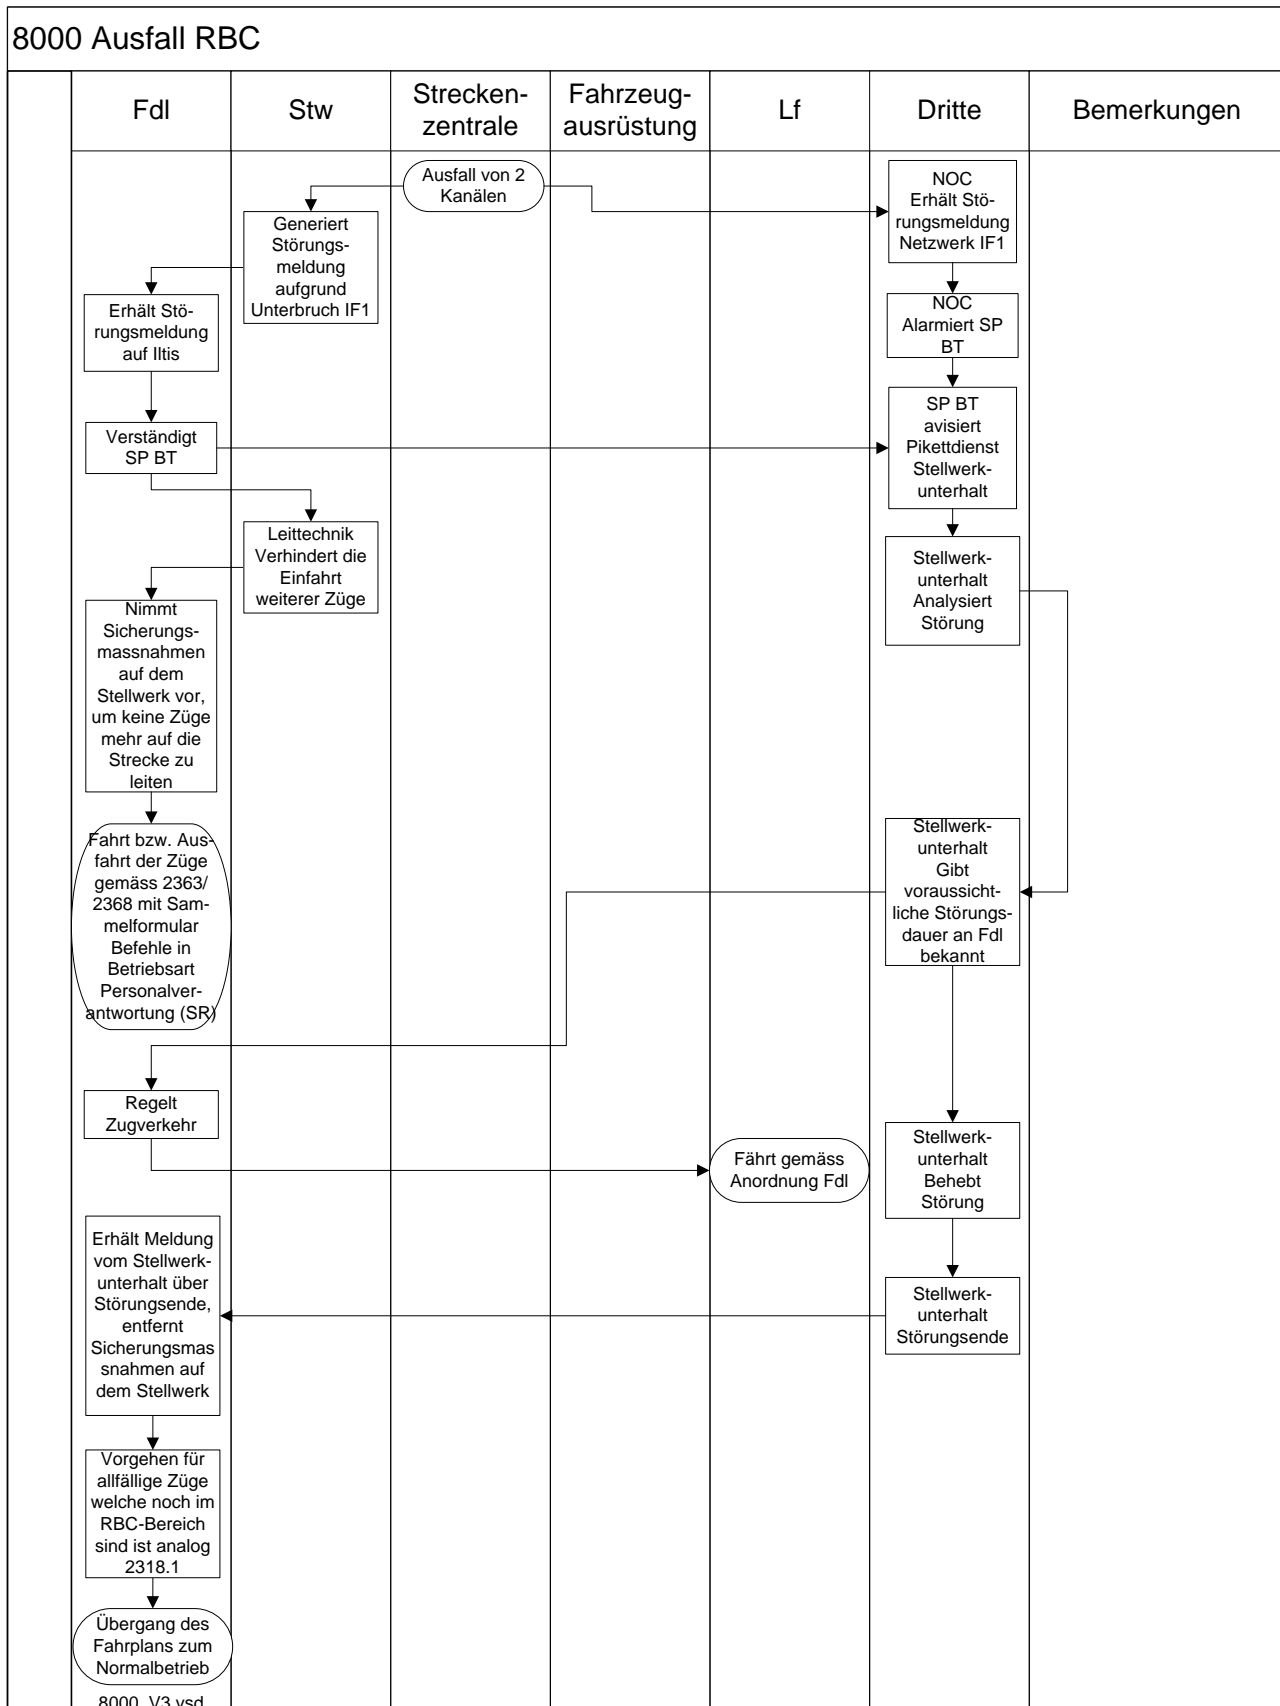 8000 Ausfall RBC
Fdl
Stw
Strecken-
zentrale
Fahrzeug-
ausrüstung
Lf
Dritte
Bemerkungen
Ausfall von 2
Kanälen
NOC
Erhält Stö-
rungsmeldung
Netzwerk IF1
Generiert
Störungs-
meldung
aufgrund
Unterbruch IF1
Erhält Stö-
rungsmeldung
auf Iltis
NOC
Alarmiert SP
BT
Verständigt
SP BT
SP BT
avisiert
Pikettdienst
Stellwerk-
unterhalt
Leittechnik
Verhindert die
Einfahrt
weiterer Züge
Stellwerk-
unterhalt
Analysiert
Störung
Nimmt
Sicherungs-
massnahmen
auf dem
Stellwerk vor,
um keine Züge
mehr auf die
Strecke zu
leiten
Fahrt bzw. Aus-
fahrt der Züge
gemäss 2363/
2368 mit Sam-
melformular
Befehle in
Betriebsart
Personalver-
antwortung (SR)
Stellwerk-
unterhalt
Gibt
voraussicht-
liche Störungs-
dauer an Fdl
bekannt
Regelt
Zugverkehr
Fährt gemäss
Anordnung Fdl
Stellwerk-
unterhalt
Behebt
Störung
Erhält Meldung
vom Stellwerk-
unterhalt über
Störungsende,
entfernt
Sicherungsmas
snahmen auf
dem Stellwerk
Stellwerk-
unterhalt
Störungsende
Vorgehen für
allfällige Züge
welche noch im
RBC-Bereich
sind ist analog
2318.1
Übergang des
Fahrplans zum
Normalbetrieb
8000_V3.vsd